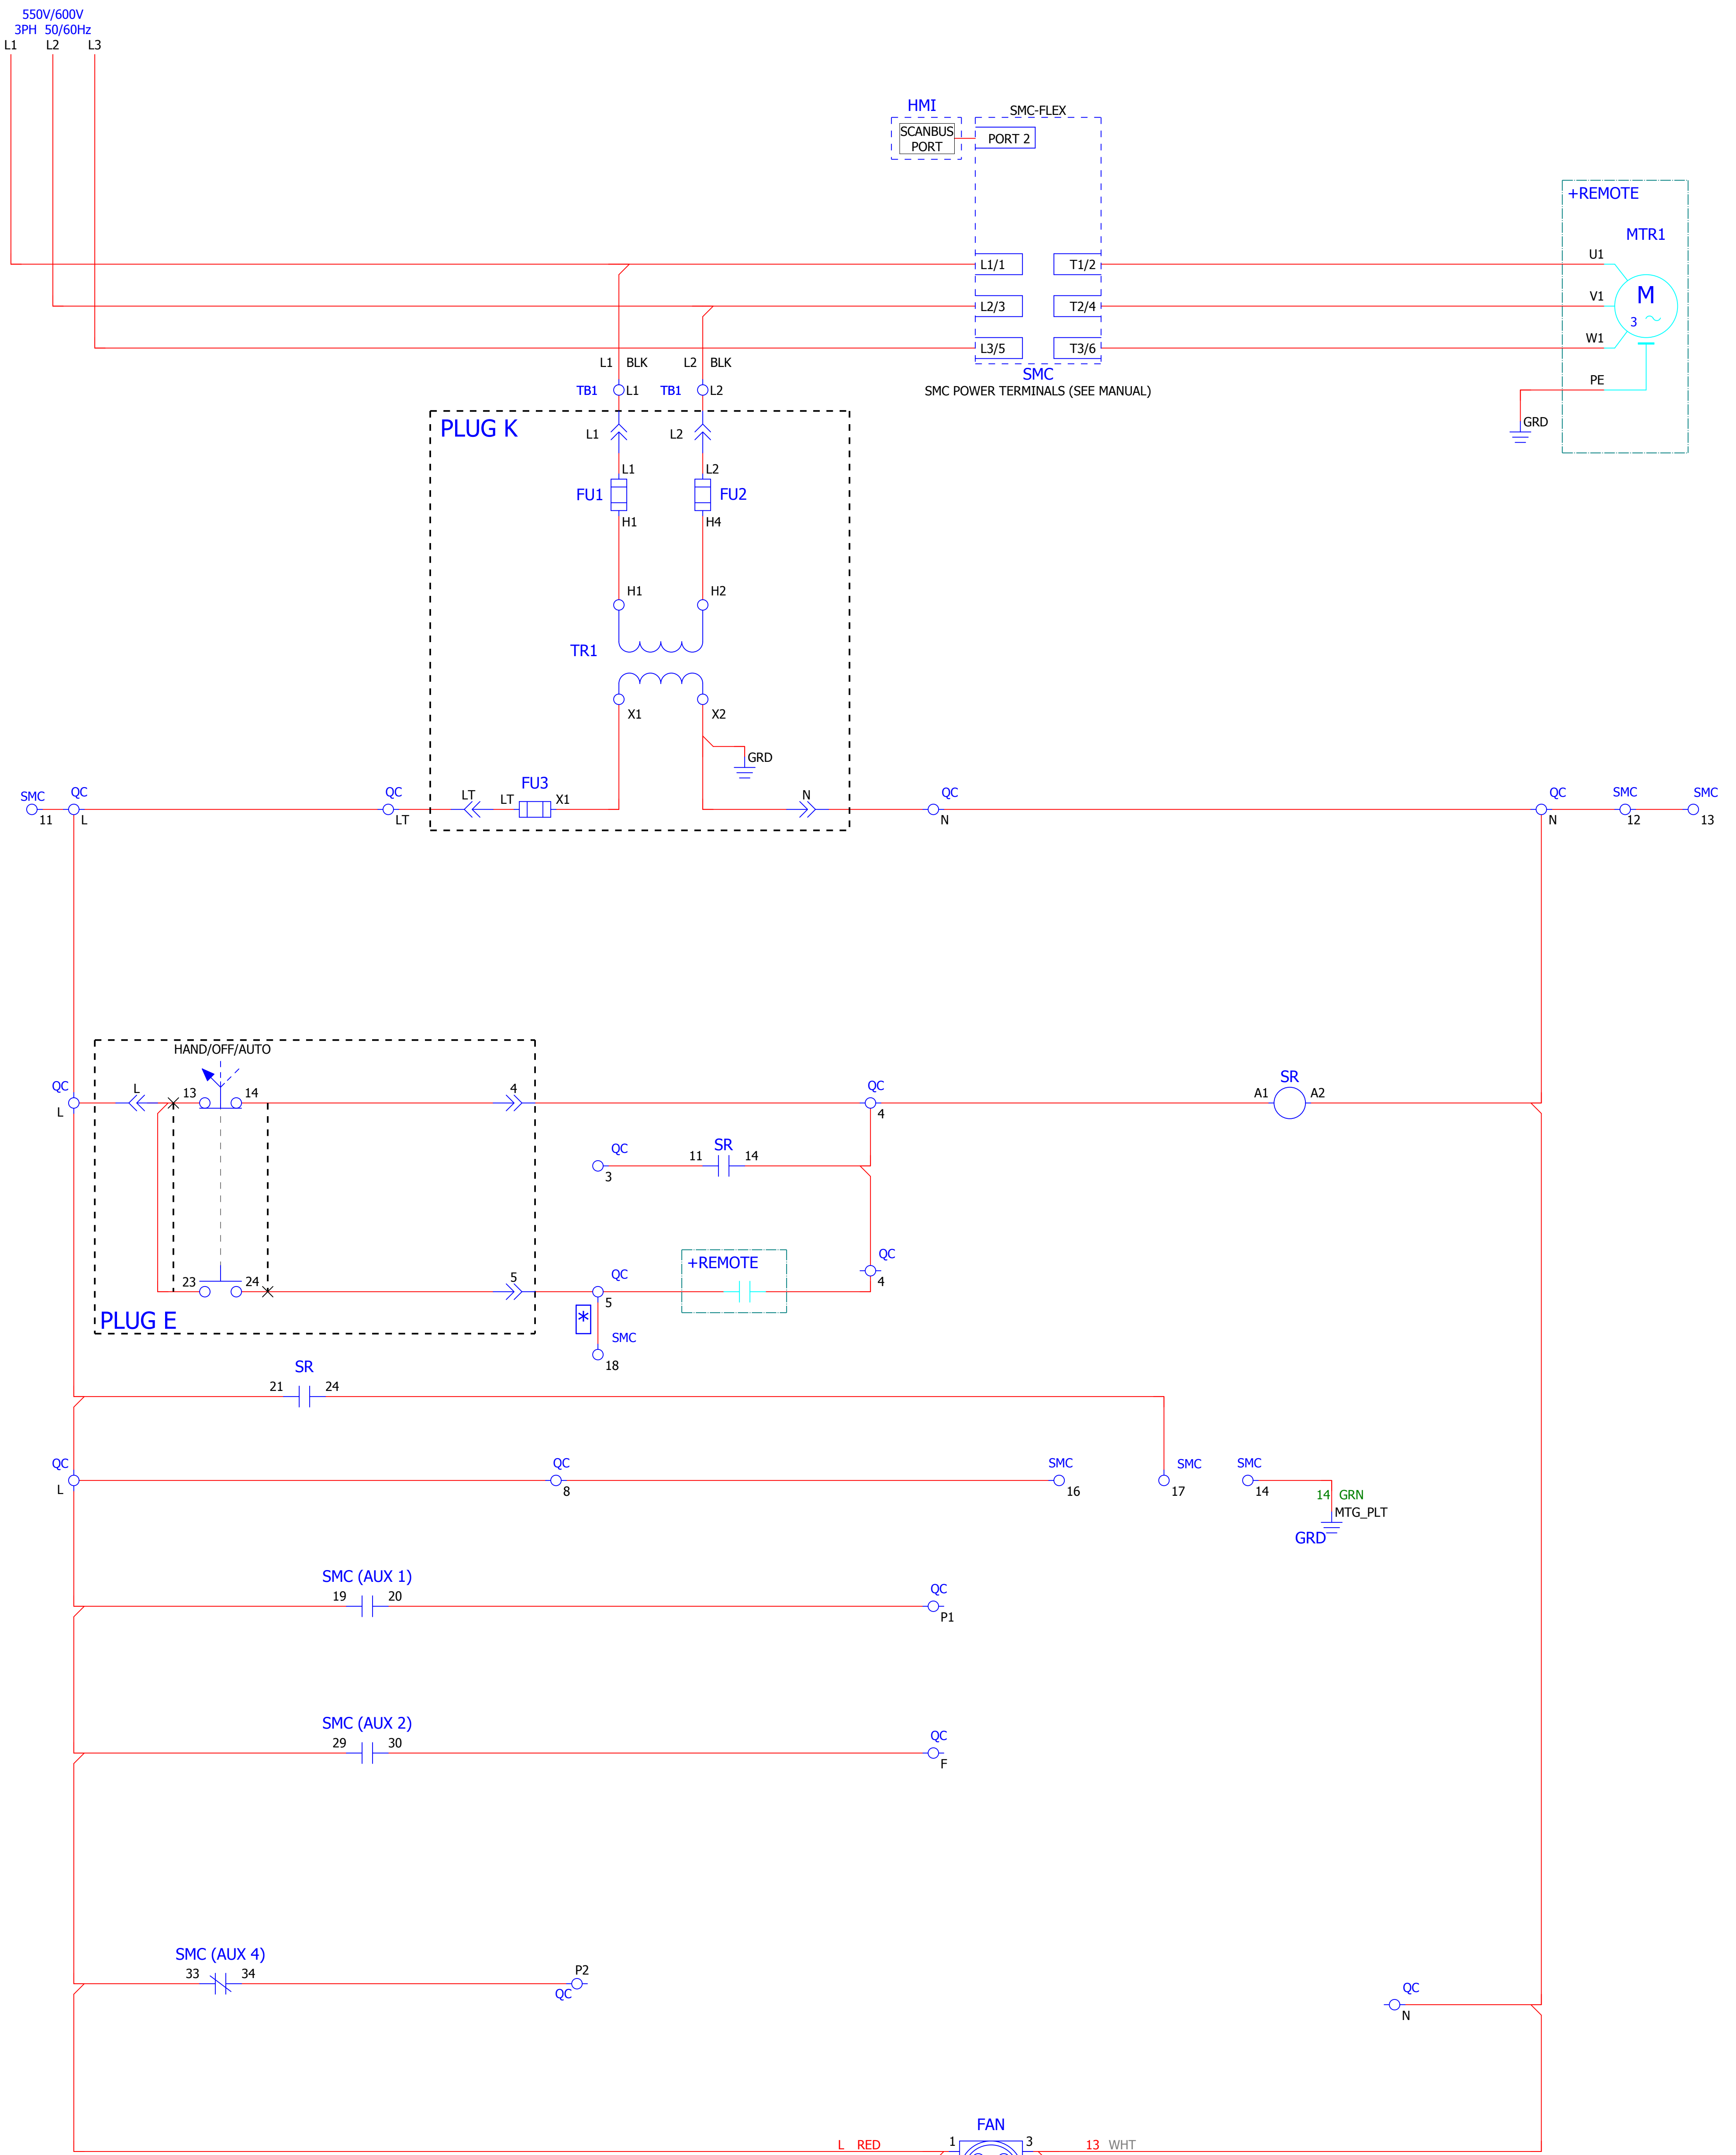 550V/600V
3PH 50/60Hz
L1 L2 L3
HMI
SMC-FLEX
SCANBUS
PORT
PORT 2
+REMOTE
MTR1
L1/1 T1/2 U1
L2/3 T2/4 V1 M
3
L3/5 T3/6 W1
L1 BLK L2 BLK
SMC
TB1 L1 TB1 L2
SMC POWER TERMINALS (SEE MANUAL)
PE
GRD
PLUG K
L1 L2
L1 L2
FU1 FU2
H1 H4
H1 H2
TR1
X1 X2
GRD
FU3
SMC QC QC LT LT X1 N QC QC SMC SMC
11 L LT N N 12 13
HAND/OFF/AUTO
QC L 13 14 4 QC SR
A1 A2
L 4
QC SR
11 14
3
+REMOTE QC
QC
23 24 5 4
5
PLUG E *
SMC
18
SR
21 24
QC QC SMC SMC SMC
L 8 16 17 14
14 GRN
MTG_PLT
GRD
SMC (AUX 1)
19 20 QC
P1
SMC (AUX 2)
29 30 QC
F
SMC (AUX 4)
33 34 P2
QC
QC
N
FAN
L RED 1 3 13 WHT